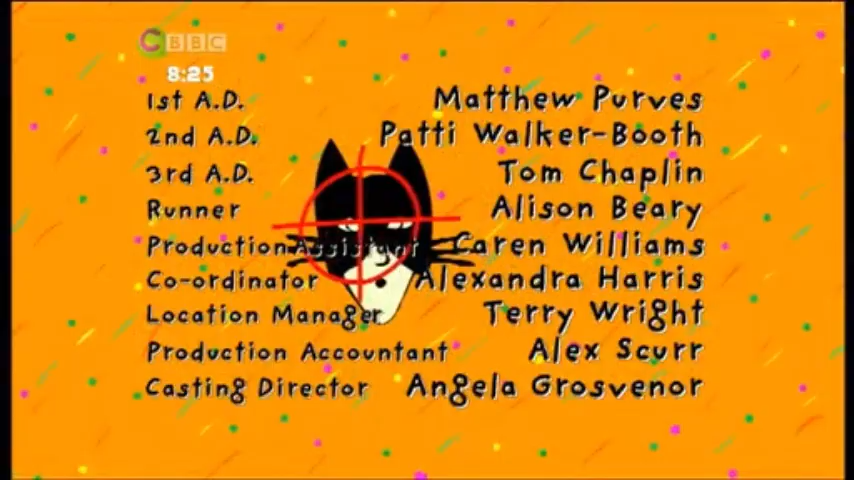 CBBC
8:25
1st A.D. Matthew Purves
2nd A.D. Patti Walker-Booth
3rd A.D. Tom Chaplin
Runner Alison Beary
Production Assistant Caren Williams
Co-ordinator Alexandra Harris
Location Manager Terry Wright
Production Accountant Alex Scurr
Casting Director Angela Grosvenor